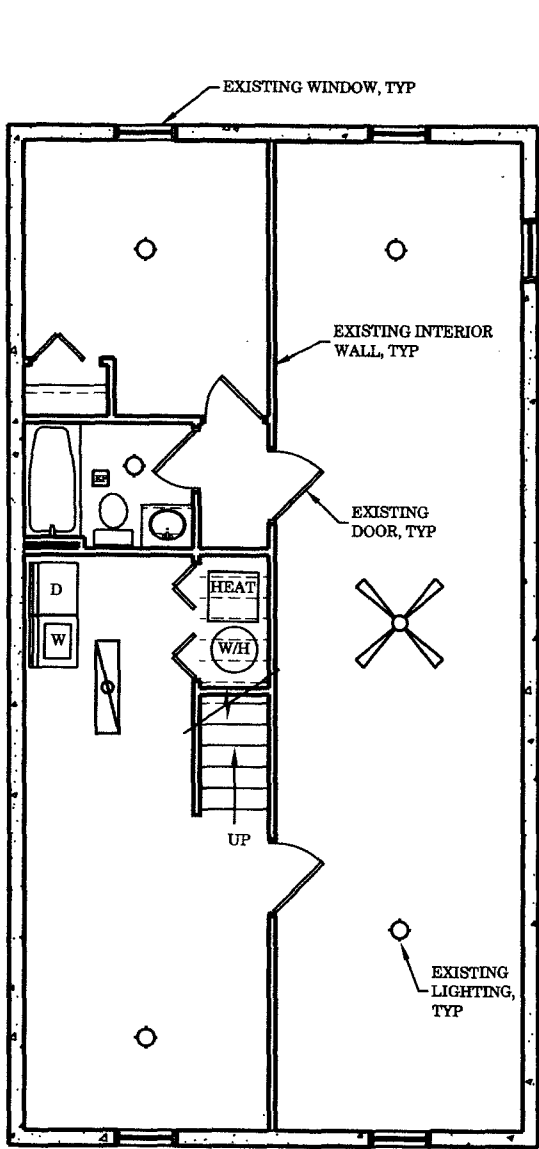 EXISTING WINDOW, TYP
EXISTING INTERIOR
WALL, TYP
EXISTING
DOOR, TYP
D
HEAT
W
W/H
UP
EXISTING
LIGHTING,
TYP